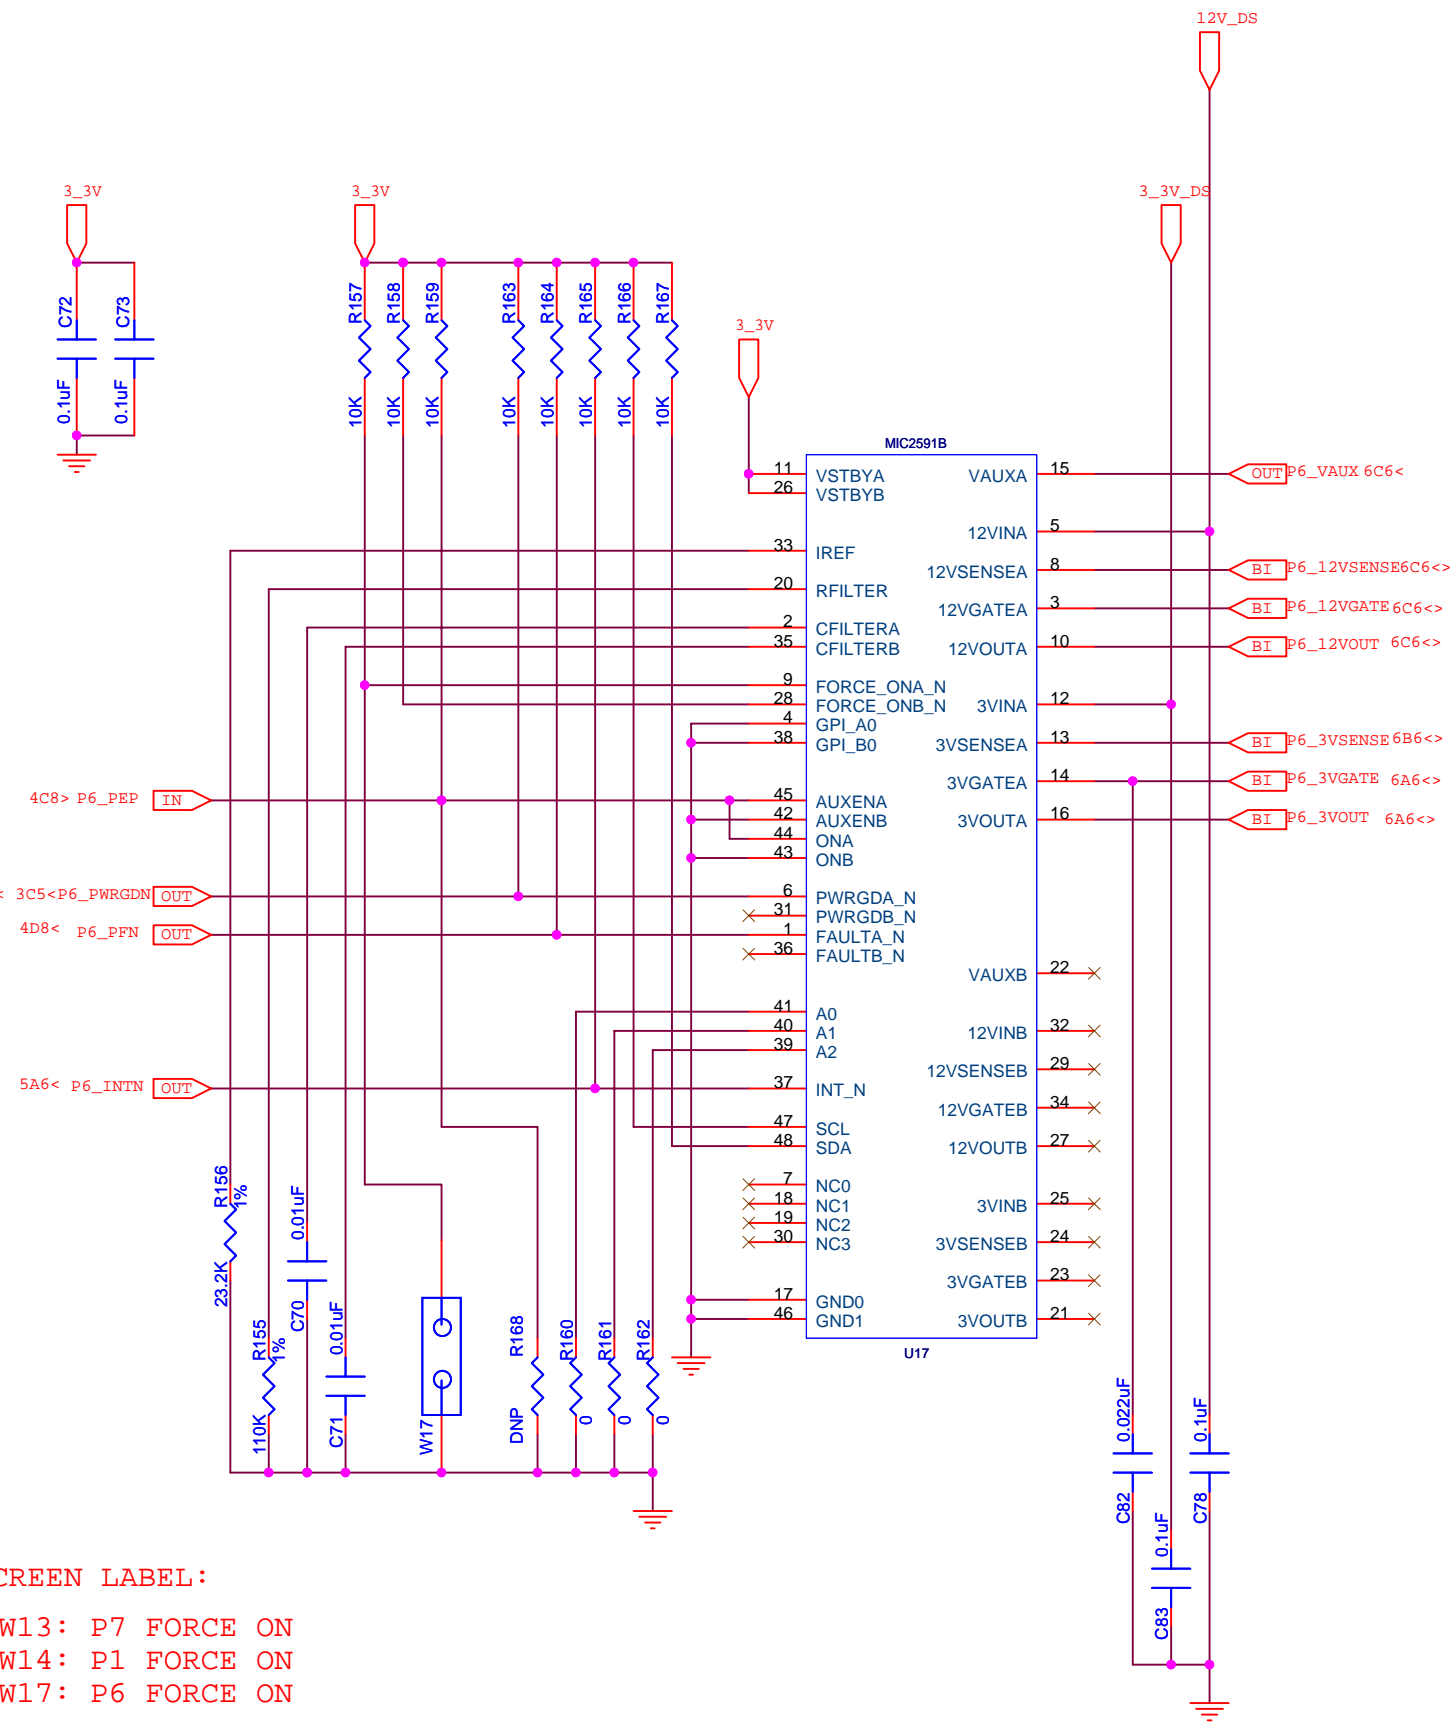 12V_DS
3_3V
3_3V
3_3V_DS
3_3V
C72
C73
0.1uF
0.1uF
R157
R158
R159
R163
R164
R165
R166
R167
10K
10K
10K
10K
10K
10K
10K
10K
MIC2591B
11 VSTBYA
26 VSTBYB
33 IREF
20 RFILTER
2 CFILTERA
35 CFILTERB
9 FORCE_ONA_N
28 FORCE_ONB_N
4 GPI_A0
38 GPI_B0
45 AUXENA
42 AUXENB
44 ONA
43 ONB
6 PWRGDA_N
31 PWRGDB_N
1 FAULTA_N
36 FAULTB_N
41 A0
40 A1
39 A2
37 INT_N
47 SCL
48 SDA
7 NC0
18 NC1
19 NC2
30 NC3
17 GND0
46 GND1
VAUXA 15
12VINA 5
12VSENSEA 8
12VGATEA 3
12VOUTA 10
3VINA 12
3VSENSEA 13
3VGATEA 14
3VOUTA 16
VAUXB 22
12VINB 32
12VSENSEB 29
12VGATEB 34
12VOUTB 27
3VINB 25
3VSENSEB 24
3VGATEB 23
3VOUTB 21
U17
OUT P6_VAUX 6C6<
BI P6_12VSENSE6C6<>
BI P6_12VGATE 6C6<>
BI P6_12VOUT 6C6<>
BI P6_3VSENSE 6B6<>
BI P6_3VGATE 6A6<>
BI P6_3VOUT 6A6<>
4C8> P6_PEP IN
< 3C5<P6_PWRGDN OUT
4D8< P6_PFN OUT
5A6< P6_INTN OUT
R156
1%
23.2K
R155
1%
110K
0.01uF
C70
0.01uF
C71
W17
R168
DNP
R160
0
R161
0
R162
0
0.022uF
C82
0.1uF
C83
0.1uF
C78
CREEN LABEL:
W13: P7 FORCE ON
W14: P1 FORCE ON
W17: P6 FORCE ON